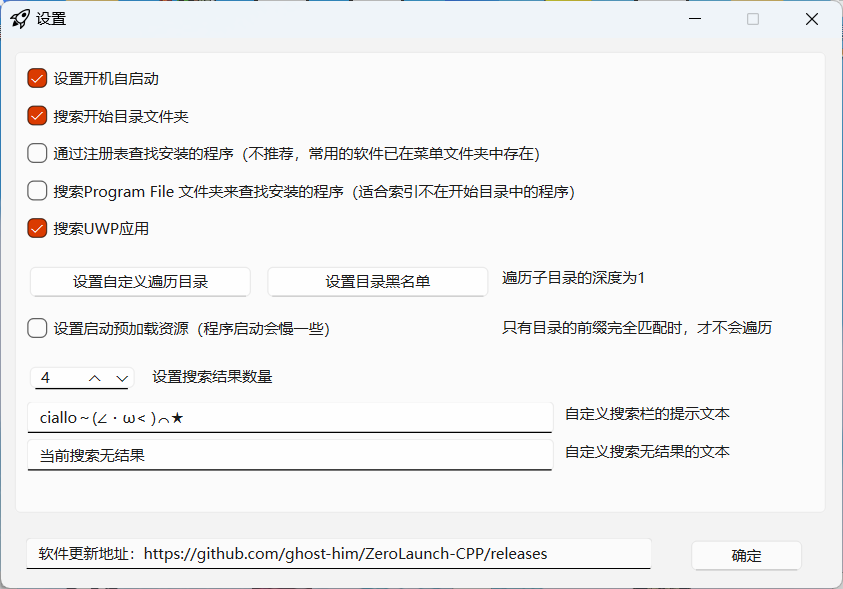 设置
设置开机自启动
搜索开始目录文件夹
通过注册表查找安装的程序（不推荐，常用的软件已在菜单文件夹中存在）
搜索Program File 文件夹来查找安装的程序（适合索引不在开始目录中的程序）
搜索UWP应用
设置自定义遍历目录 设置目录黑名单 遍历子目录的深度为1
设置启动预加载资源（程序启动会慢一些） 只有目录的前缀完全匹配时，才不会遍历
4 设置搜索结果数量
ciallo～(∠・ω< )⌒★ 自定义搜索栏的提示文本
当前搜索无结果 自定义搜索无结果的文本
软件更新地址：https://github.com/ghost-him/ZeroLaunch-CPP/releases 确定